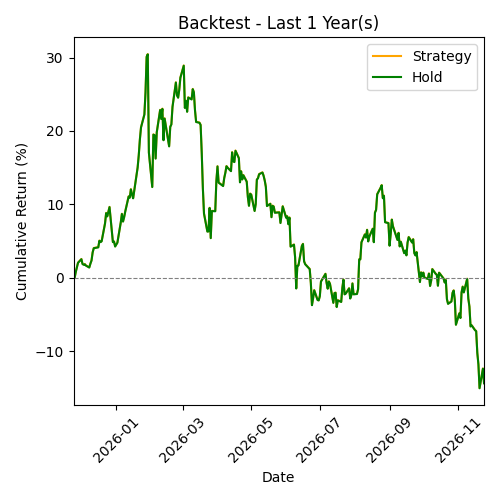 Backtest - Last 1 Year(s)
Strategy
Hold
Cumulative Return (%)
30
20
10
0
−10
2026-01
2026-03
2026-05
2026-07
2026-09
2026-11
Date